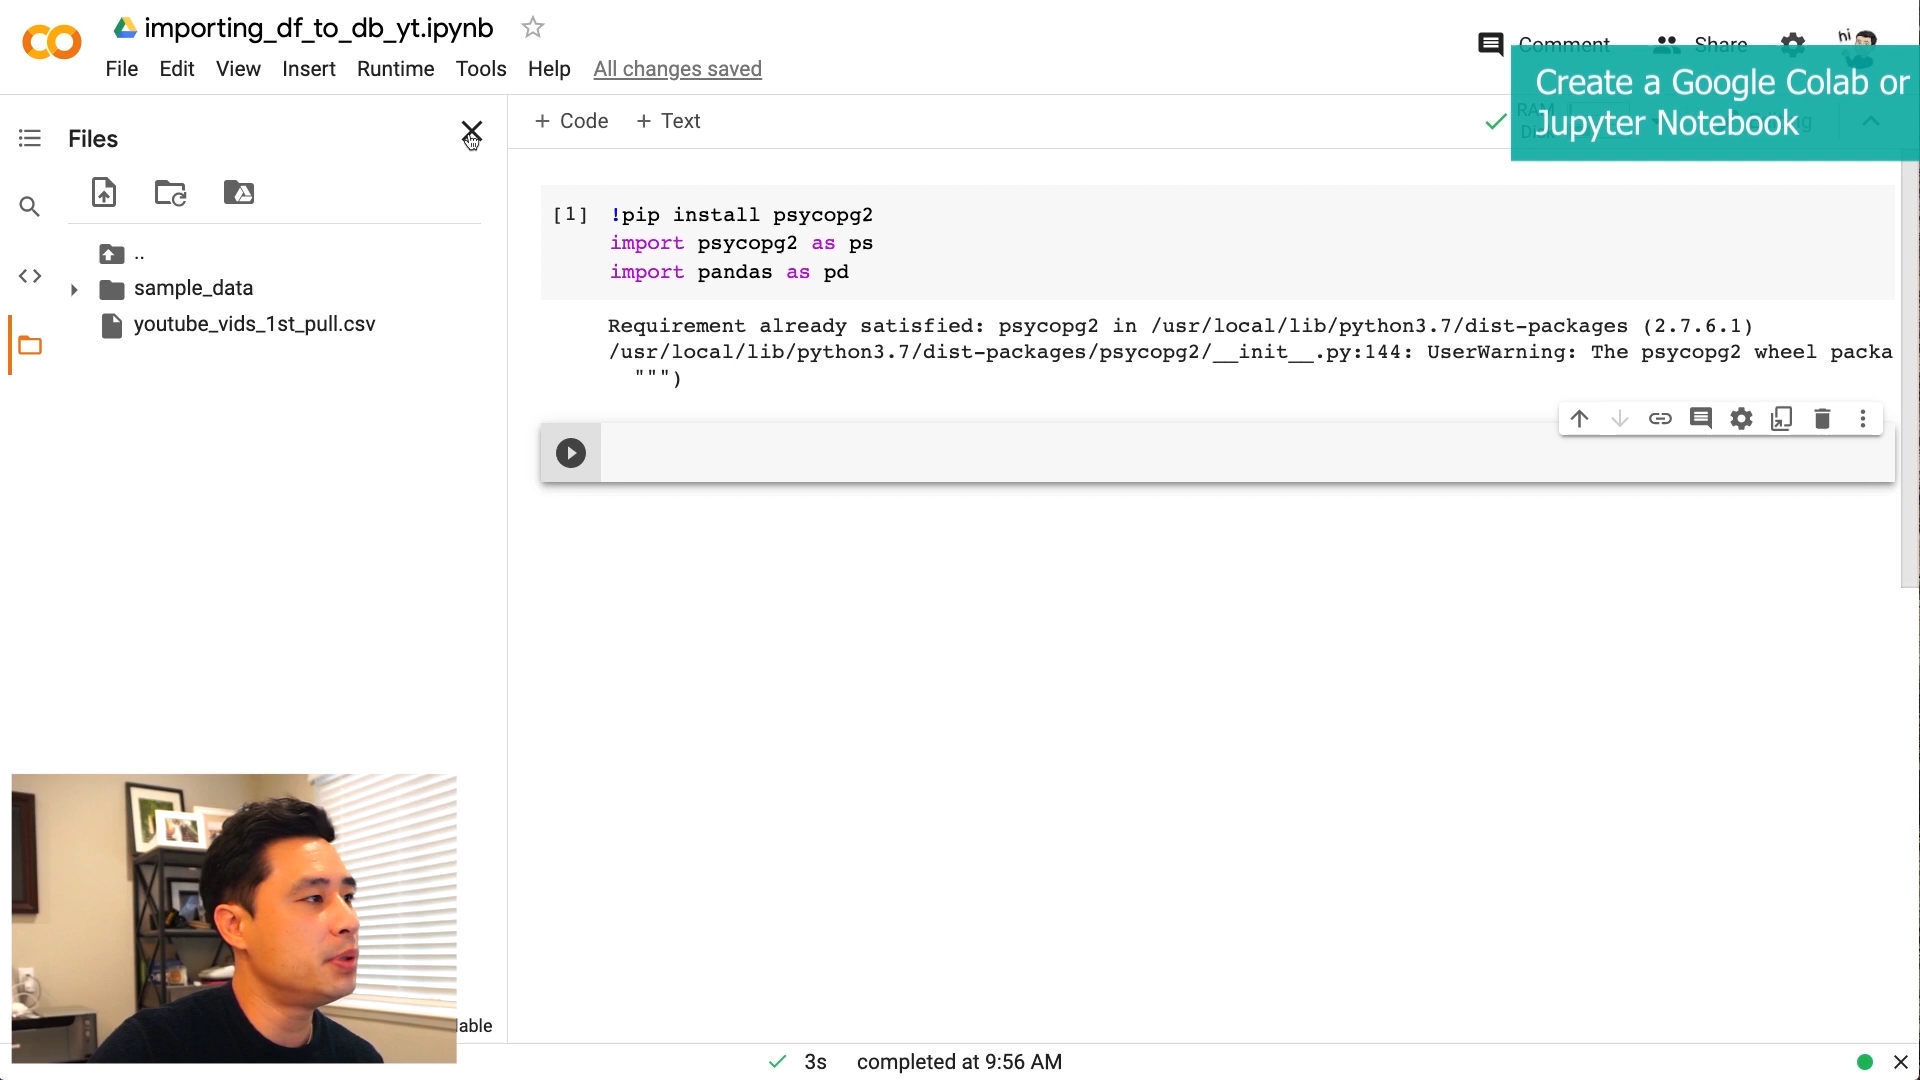 importing_df_to_db_yt.ipynb
File Edit View Insert Runtime Tools Help All changes saved
Comment Share
hi
Create a Google Colab or
Jupyter Notebook
Files
+ Code + Text
RAM
..
sample_data
youtube_vids_1st_pull.csv
[1] !pip install psycopg2
import psycopg2 as ps
import pandas as pd
Requirement already satisfied: psycopg2 in /usr/local/lib/python3.7/dist-packages (2.7.6.1)
/usr/local/lib/python3.7/dist-packages/psycopg2/__init__.py:144: UserWarning: The psycopg2 wheel packa
""")
lable
3s completed at 9:56 AM